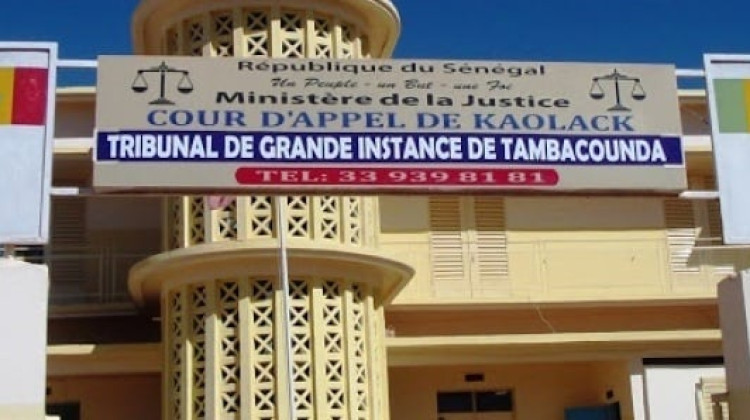 République du Sénégal
Un Peuple - un But - une Foi
Ministère de la Justice
COUR D'APPEL DE KAOLACK
TRIBUNAL DE GRANDE INSTANCE DE TAMBACOUNDA
TEL: 33 939 81 81